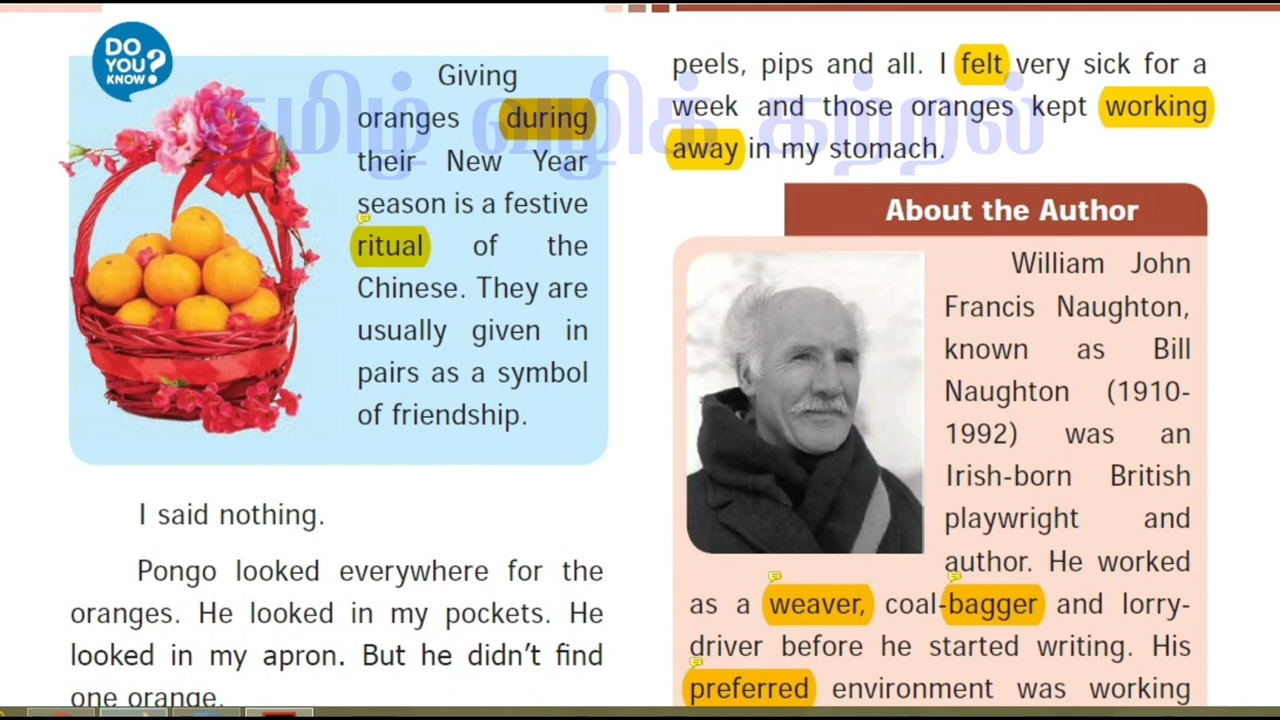 DO
YOU
KNOW?
Giving
oranges during
their New Year
season is a festive
ritual of the
Chinese. They are
usually given in
pairs as a symbol
of friendship.
I said nothing.
Pongo looked everywhere for the
oranges. He looked in my pockets. He
looked in my apron. But he didn't find
one orange.
peels, pips and all. I felt very sick for a
week and those oranges kept working
away in my stomach.
About the Author
William John
Francis Naughton,
known as Bill
Naughton (1910-
1992) was an
Irish-born British
playwright and
author. He worked
as a weaver, coal-bagger and lorry-
driver before he started writing. His
preferred environment was working
தமிழ் வழிக் கற்றல்